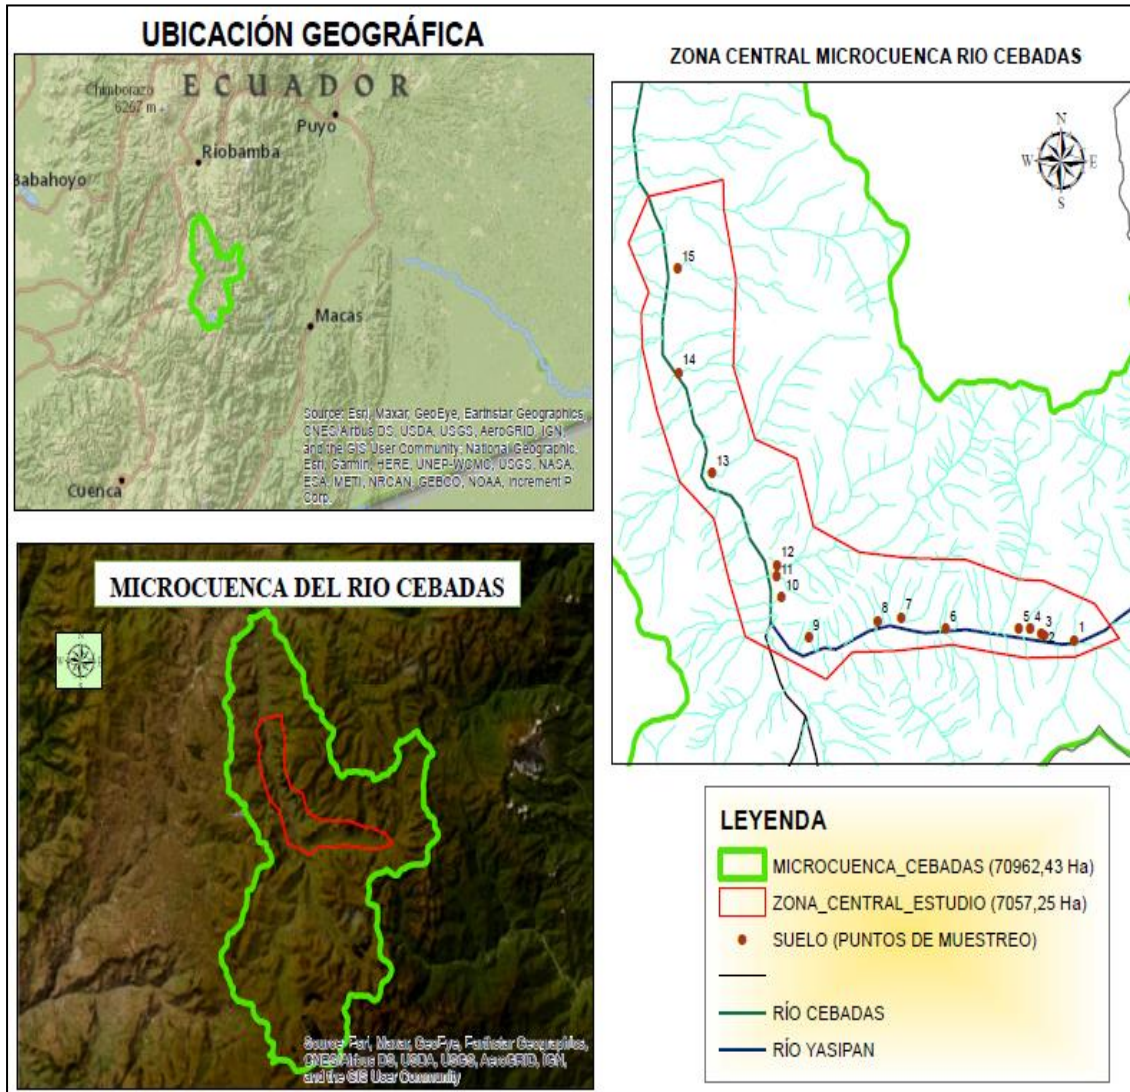 UBICACIÓN GEOGRÁFICA
Chimborazo
6267 m
ECUADOR
Puyo
Riobamba
Babahoyo
Macas
Cuenca
Source: Esri, Maxar, GeoEye, Earthstar Geographics,
CNES/Airbus DS, USDA, USGS, AeroGRID, IGN,
and the GIS User Community, National Geographic,
Esri, Garmin, HERE, UNEP-WCMC, USGS, NASA,
ESA, METI, NRCAN, GEBCO, NOAA, Increment P
Corp.
MICROCUENCA DEL RIO CEBADAS
N
W E
S
Source: Esri, Maxar, GeoEye, Earthstar Geographics,
CNES/Airbus DS, USDA, USGS, AeroGRID, IGN,
and the GIS User Community
ZONA CENTRAL MICROCUENCA RIO CEBADAS
N
W E
S
15
14
13
12
11
10
9
8
7
6
5
4
3
2
1
LEYENDA
MICROCUENCA_CEBADAS (70962,43 Ha)
ZONA_CENTRAL_ESTUDIO (7057,25 Ha)
SUELO (PUNTOS DE MUESTREO)
RÍO CEBADAS
RÍO YASIPAN